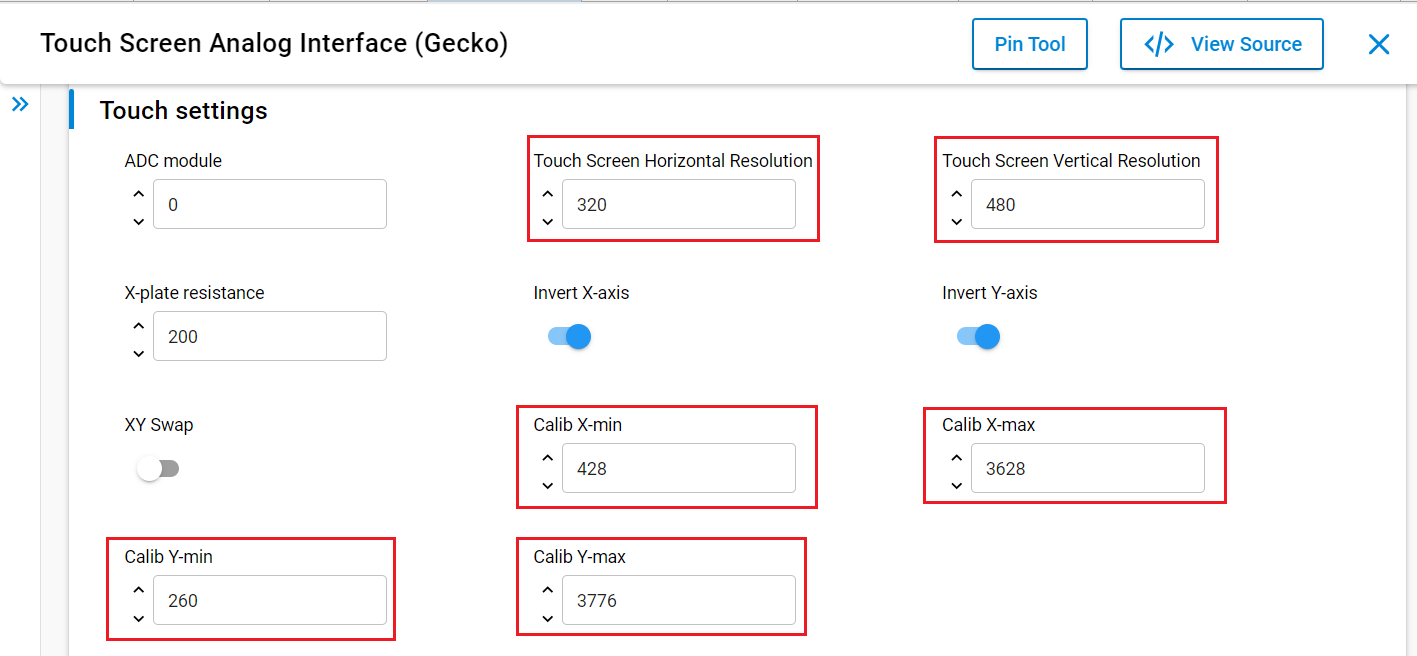 Touch Screen Analog Interface (Gecko)
Pin Tool
</> View Source
Touch settings
ADC module
Touch Screen Horizontal Resolution
Touch Screen Vertical Resolution
0
320
480
X-plate resistance
Invert X-axis
Invert Y-axis
200
XY Swap
Calib X-min
Calib X-max
428
3628
Calib Y-min
Calib Y-max
260
3776